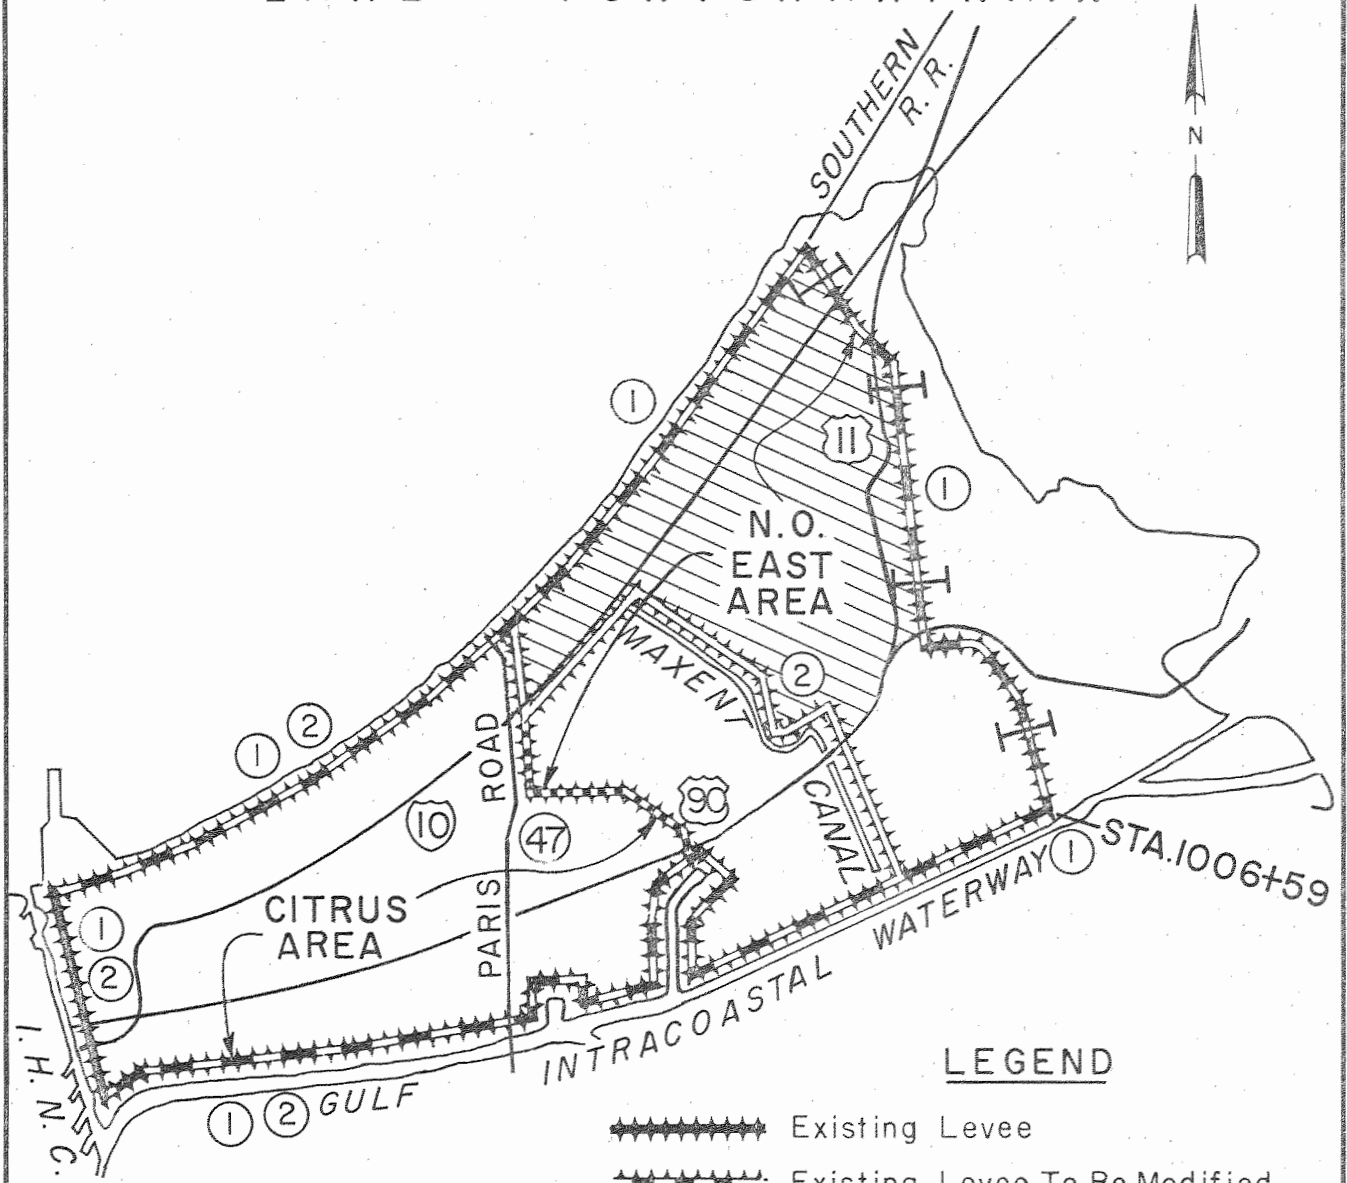 SOUTHERN
R. R.
N
1
11
1
N.O.
EAST
AREA
MAXENT
2
1 2
ROAD
10
47
90
CANAL
PARIS
CITRUS
AREA
1
2
STA.1006+59
1
I. H. N. C.
GULF INTRACOASTAL WATERWAY
1 2
LEGEND
Existing Levee
Existing Levee To Be Modified